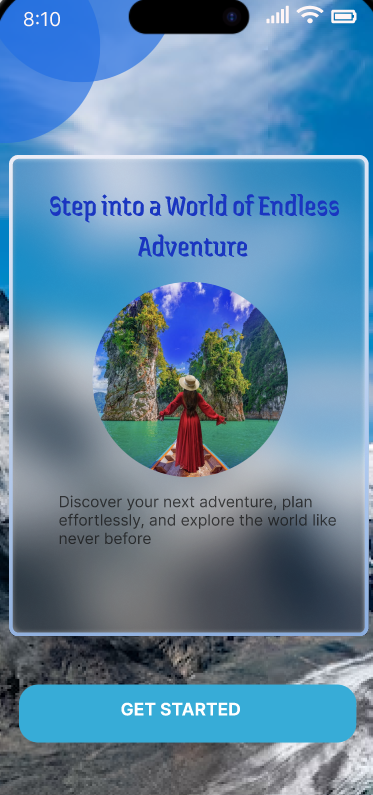 8:10
Step into a World of Endless
Adventure
Discover your next adventure, plan
effortlessly, and explore the world like
never before
GET STARTED